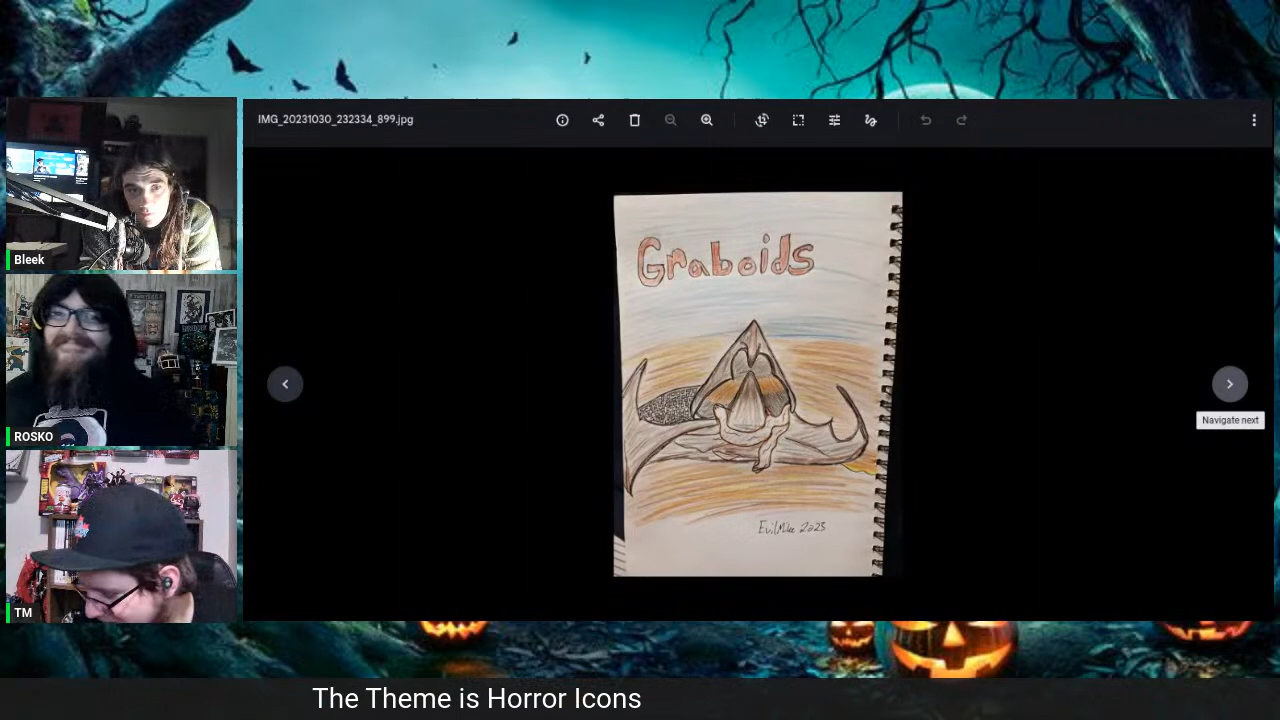 IMG_20231030_232334_899.jpg
Bleek
Graboids
ROSKO
Navigate next
EvilMike 2023
TM
The Theme is Horror Icons